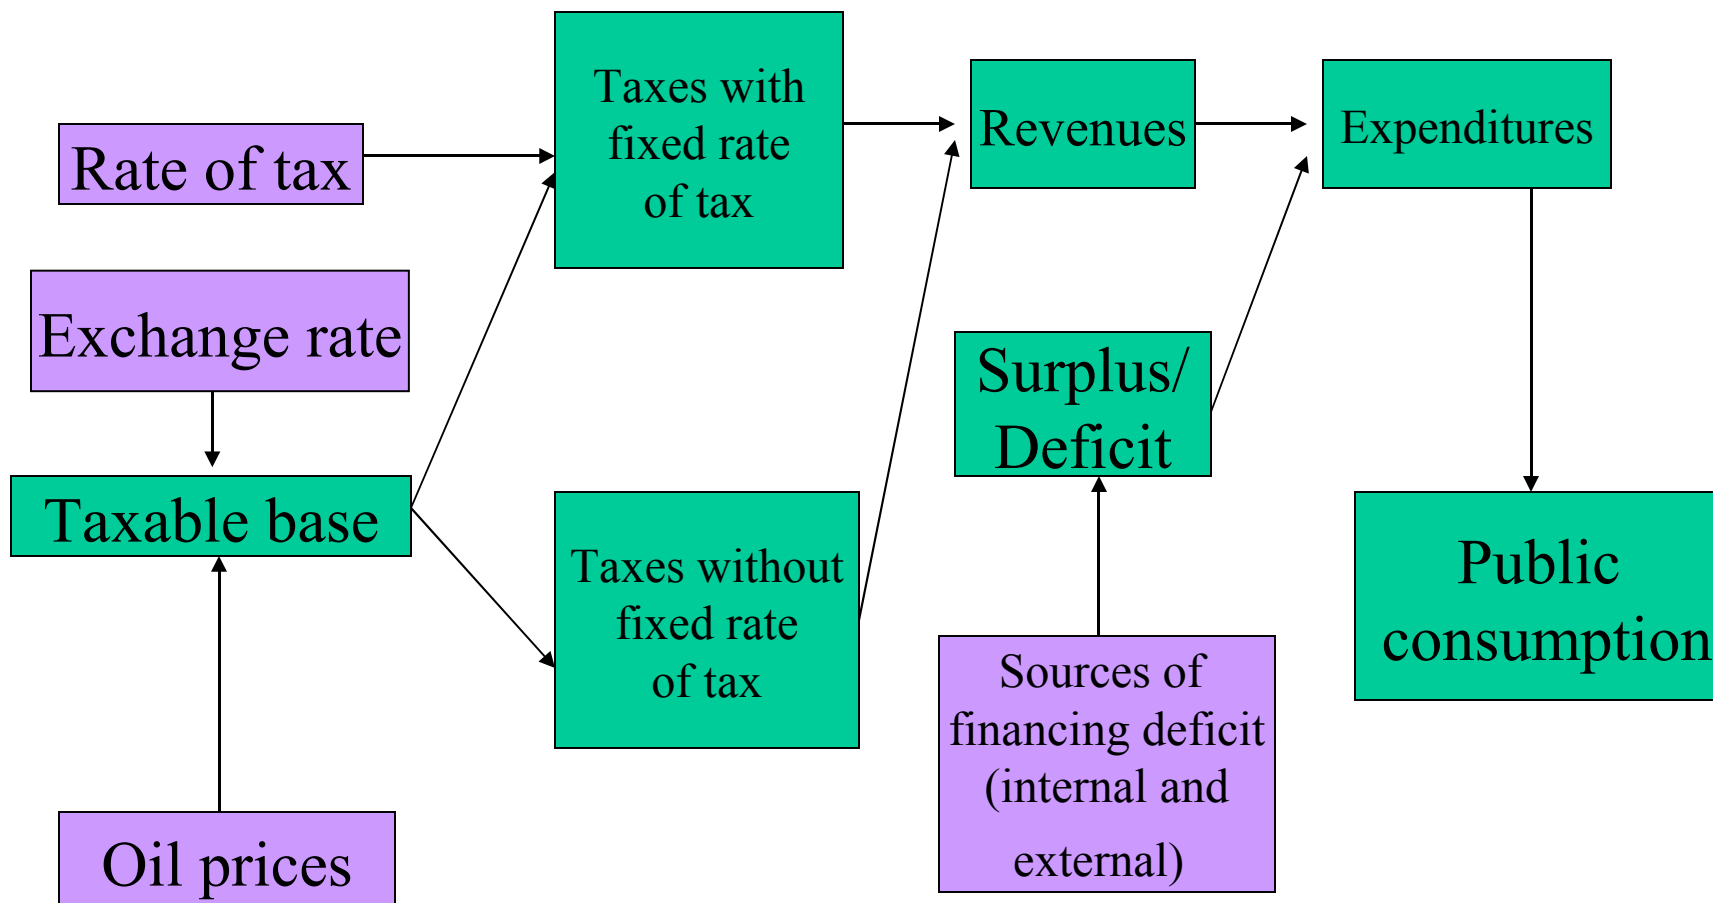 Rate of tax
Exchange rate
Taxable base
Oil prices
Taxes with
fixed rate
of tax
Taxes without
fixed rate
of tax
Revenues
Surplus/
Deficit
Sources of
financing deficit
(internal and
external)
Expenditures
Public
consumption